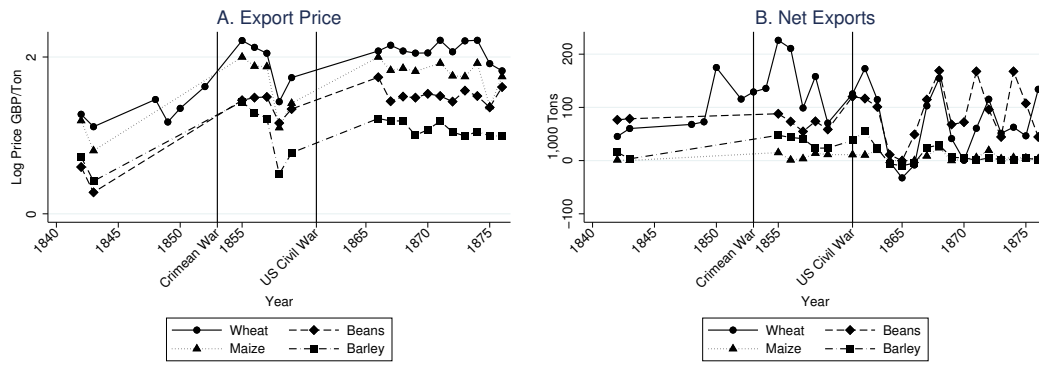 A. Export Price
Log Price GBP/Ton
2
0
1840
1845
1850
Crimean War
1855
US Civil War
1865
1870
1875
Year
Wheat
Beans
Maize
Barley
B. Net Exports
1,000 Tons
200
100
0
−100
1840
1845
1850
Crimean War
1855
US Civil War
1865
1870
1875
Year
Wheat
Beans
Maize
Barley